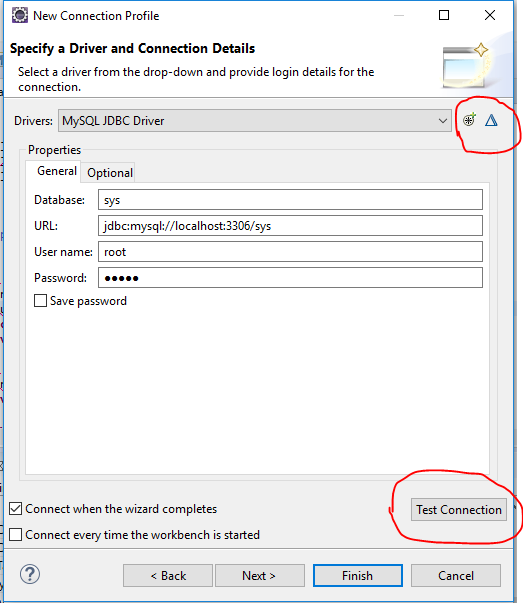 New Connection Profile
Specify a Driver and Connection Details
Select a driver from the drop-down and provide login details for the
connection.
Drivers: MySQL JDBC Driver
Properties
General Optional
Database: sys
URL: jdbc:mysql://localhost:3306/sys
User name: root
Password: ●●●●●
Save password
Connect when the wizard completes Test Connection
Connect every time the workbench is started
? < Back Next > Finish Cancel